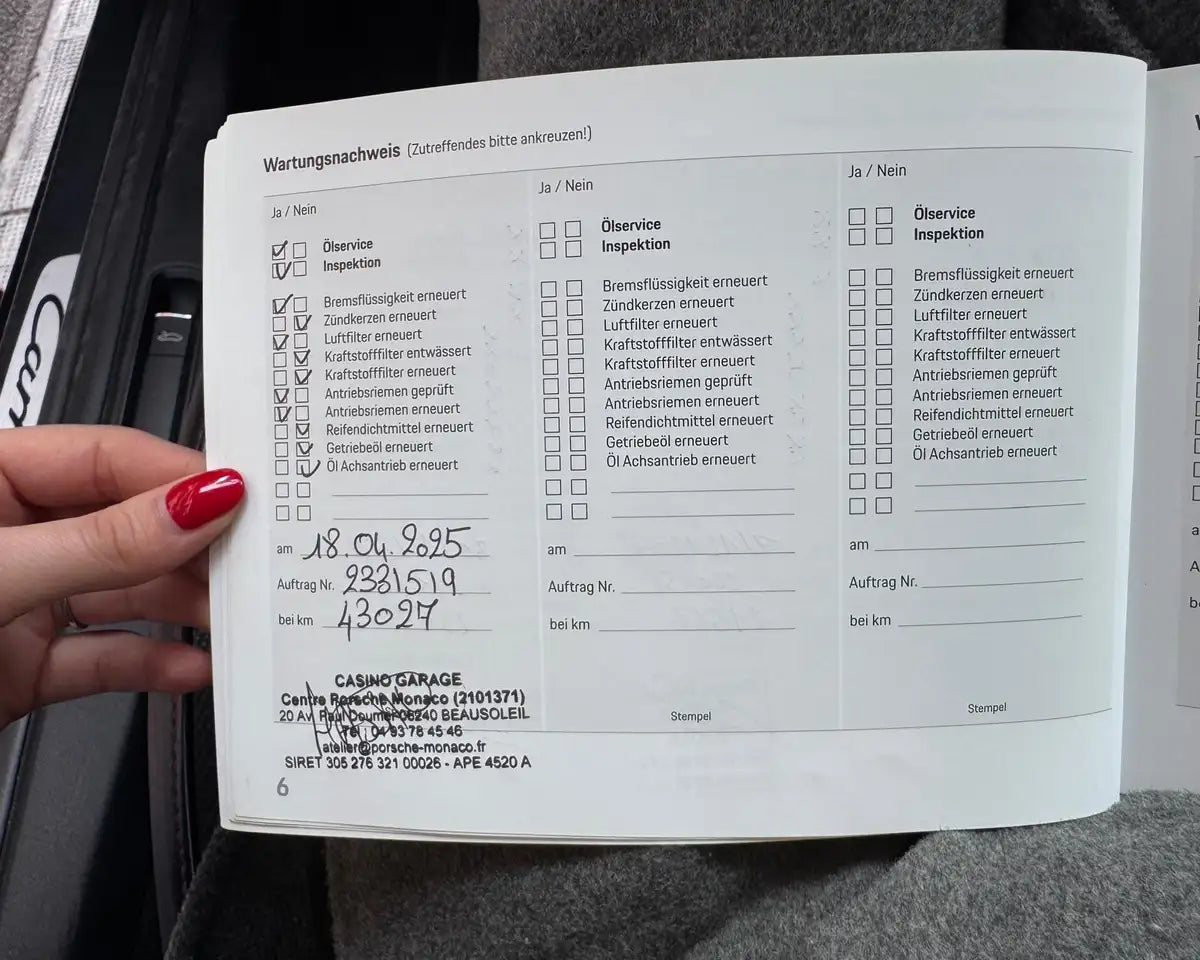 Wartungsnachweis (Zutreffendes bitte ankreuzen!)
Ja / Nein
Ölservice
Inspektion
Bremsflüssigkeit erneuert
Zündkerzen erneuert
Luftfilter erneuert
Kraftstofffilter entwässert
Kraftstofffilter erneuert
Antriebsriemen geprüft
Antriebsriemen erneuert
Reifendichtmittel erneuert
Getriebeöl erneuert
Öl Achsantrieb erneuert
am 18.04.2025
Auftrag Nr. 2331519
bei km 43027
CASINO GARAGE
Centre Porsche Monaco (2101371)
20 Av. Paul Doumer 06240 BEAUSOLEIL
Tél. 04 93 78 45 46
atelier@porsche-monaco.fr
SIRET 305 276 321 00026 - APE 4520 A
6
Ja / Nein
Ölservice
Inspektion
Bremsflüssigkeit erneuert
Zündkerzen erneuert
Luftfilter erneuert
Kraftstofffilter entwässert
Kraftstofffilter erneuert
Antriebsriemen geprüft
Antriebsriemen erneuert
Reifendichtmittel erneuert
Getriebeöl erneuert
Öl Achsantrieb erneuert
am
Auftrag Nr.
bei km
Stempel
Ja / Nein
Ölservice
Inspektion
Bremsflüssigkeit erneuert
Zündkerzen erneuert
Luftfilter erneuert
Kraftstofffilter entwässert
Kraftstofffilter erneuert
Antriebsriemen geprüft
Antriebsriemen erneuert
Reifendichtmittel erneuert
Getriebeöl erneuert
Öl Achsantrieb erneuert
am
Auftrag Nr.
bei km
Stempel